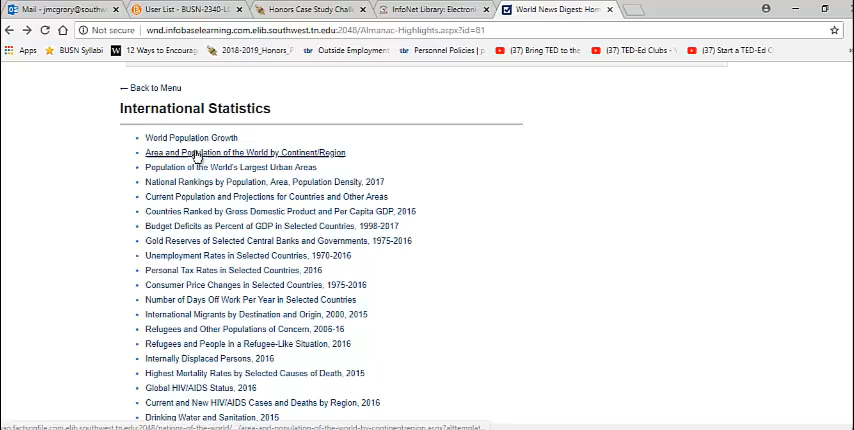 Mail - jmcgrory@southw
User List - BUSN-2340-L0
Honors Case Study Chall
InfoNet Library: Electroni
World News Digest: Hom
Not secure | wnd.infobaselearning.com.elib.southwest.tn.edu:2048/Almanac-Highlights.aspx?id=81
Apps
BUSN Syllabi
12 Ways to Encourag
2018-2019_Honors_F
Outside Employment
Personnel Policies | p
(37) Bring TED to the
(37) TED-Ed Clubs - Y
(37) Start a TED-Ed C
Back to Menu
International Statistics
World Population Growth
Area and Population of the World by Continent/Region
Population of the World's Largest Urban Areas
National Rankings by Population, Area, Population Density, 2017
Current Population and Projections for Countries and Other Areas
Countries Ranked by Gross Domestic Product and Per Capita GDP, 2016
Budget Deficits as Percent of GDP in Selected Countries, 1998-2017
Gold Reserves of Selected Central Banks and Governments, 1975-2016
Unemployment Rates in Selected Countries, 1970-2016
Personal Tax Rates in Selected Countries, 2016
Consumer Price Changes in Selected Countries, 1975-2016
Number of Days Off Work Per Year in Selected Countries
International Migrants by Destination and Origin, 2000, 2015
Refugees and Other Populations of Concern, 2006-16
Refugees and People in a Refugee-Like Situation, 2016
Internally Displaced Persons, 2016
Highest Mortality Rates by Selected Causes of Death, 2015
Global HIV/AIDS Status, 2016
Current and New HIV/AIDS Cases and Deaths by Region, 2016
Drinking Water and Sanitation, 2015